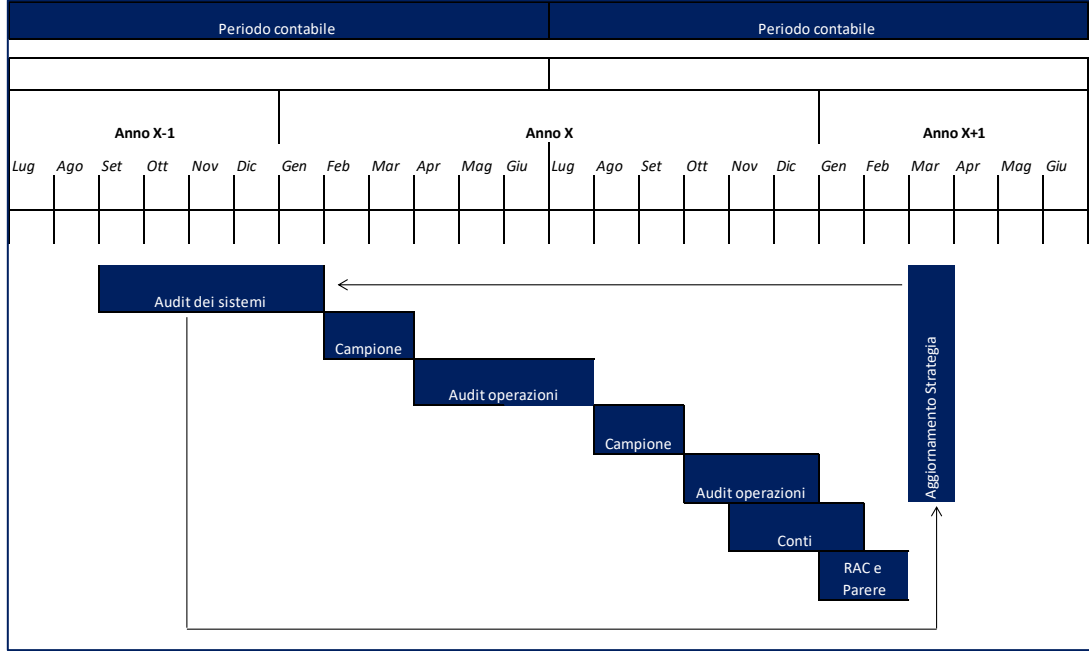 Periodo contabile Periodo contabile
Anno X-1 Anno X Anno X+1
Lug Ago Set Ott Nov Dic Gen Feb Mar Apr Mag Giu Lug Ago Set Ott Nov Dic Gen Feb Mar Apr Mag Giu
Audit dei sistemi
Campione
Audit operazioni
Campione
Audit operazioni
Conti
RAC e
Parere
Aggiornamento Strategia